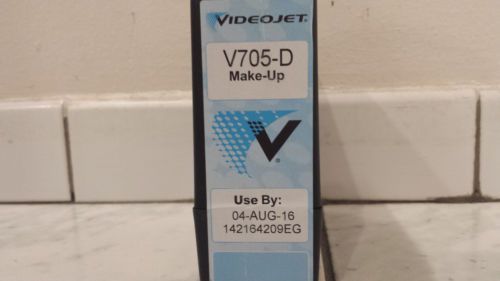 VIDEOJET®
V705-D
Make-Up
V®
Use By:
04-AUG-16
142164209EG